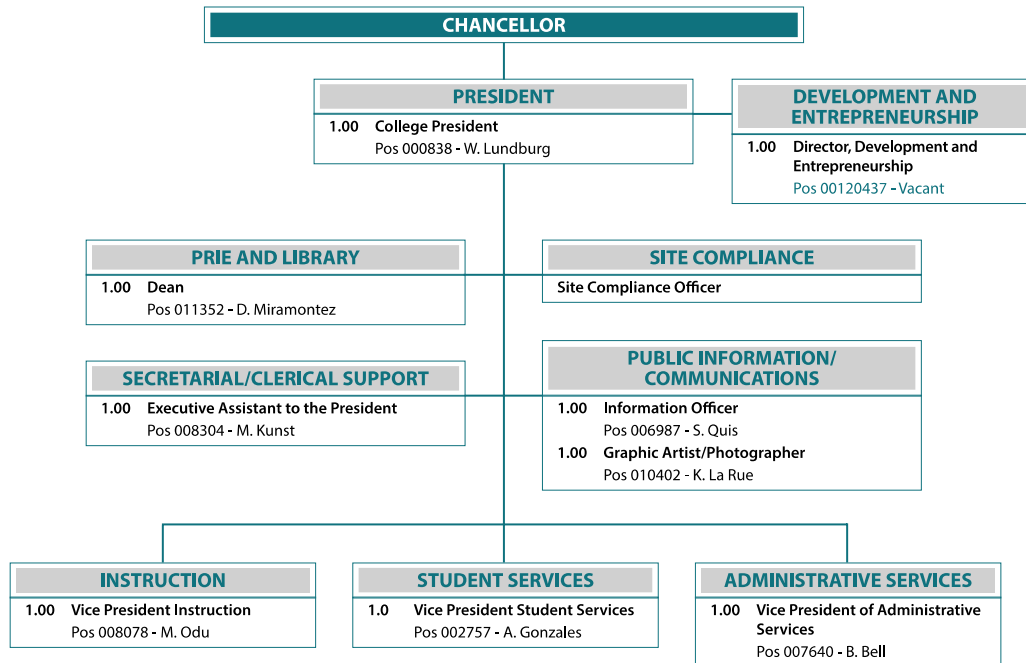 CHANCELLOR
PRESIDENT
1.00 College President
Pos 000838 - W. Lundburg
DEVELOPMENT AND
ENTREPRENEURSHIP
1.00 Director, Development and
Entrepreneurship
Pos 00120437 - Vacant
PRIE AND LIBRARY
1.00 Dean
Pos 011352 - D. Miramontez
SITE COMPLIANCE
Site Compliance Officer
SECRETARIAL/CLERICAL SUPPORT
1.00 Executive Assistant to the President
Pos 008304 - M. Kunst
PUBLIC INFORMATION/
COMMUNICATIONS
1.00 Information Officer
Pos 006987 - S. Quis
1.00 Graphic Artist/Photographer
Pos 010402 - K. La Rue
INSTRUCTION
1.00 Vice President Instruction
Pos 008078 - M. Odu
STUDENT SERVICES
1.0 Vice President Student Services
Pos 002757 - A. Gonzales
ADMINISTRATIVE SERVICES
1.00 Vice President of Administrative
Services
Pos 007640 - B. Bell